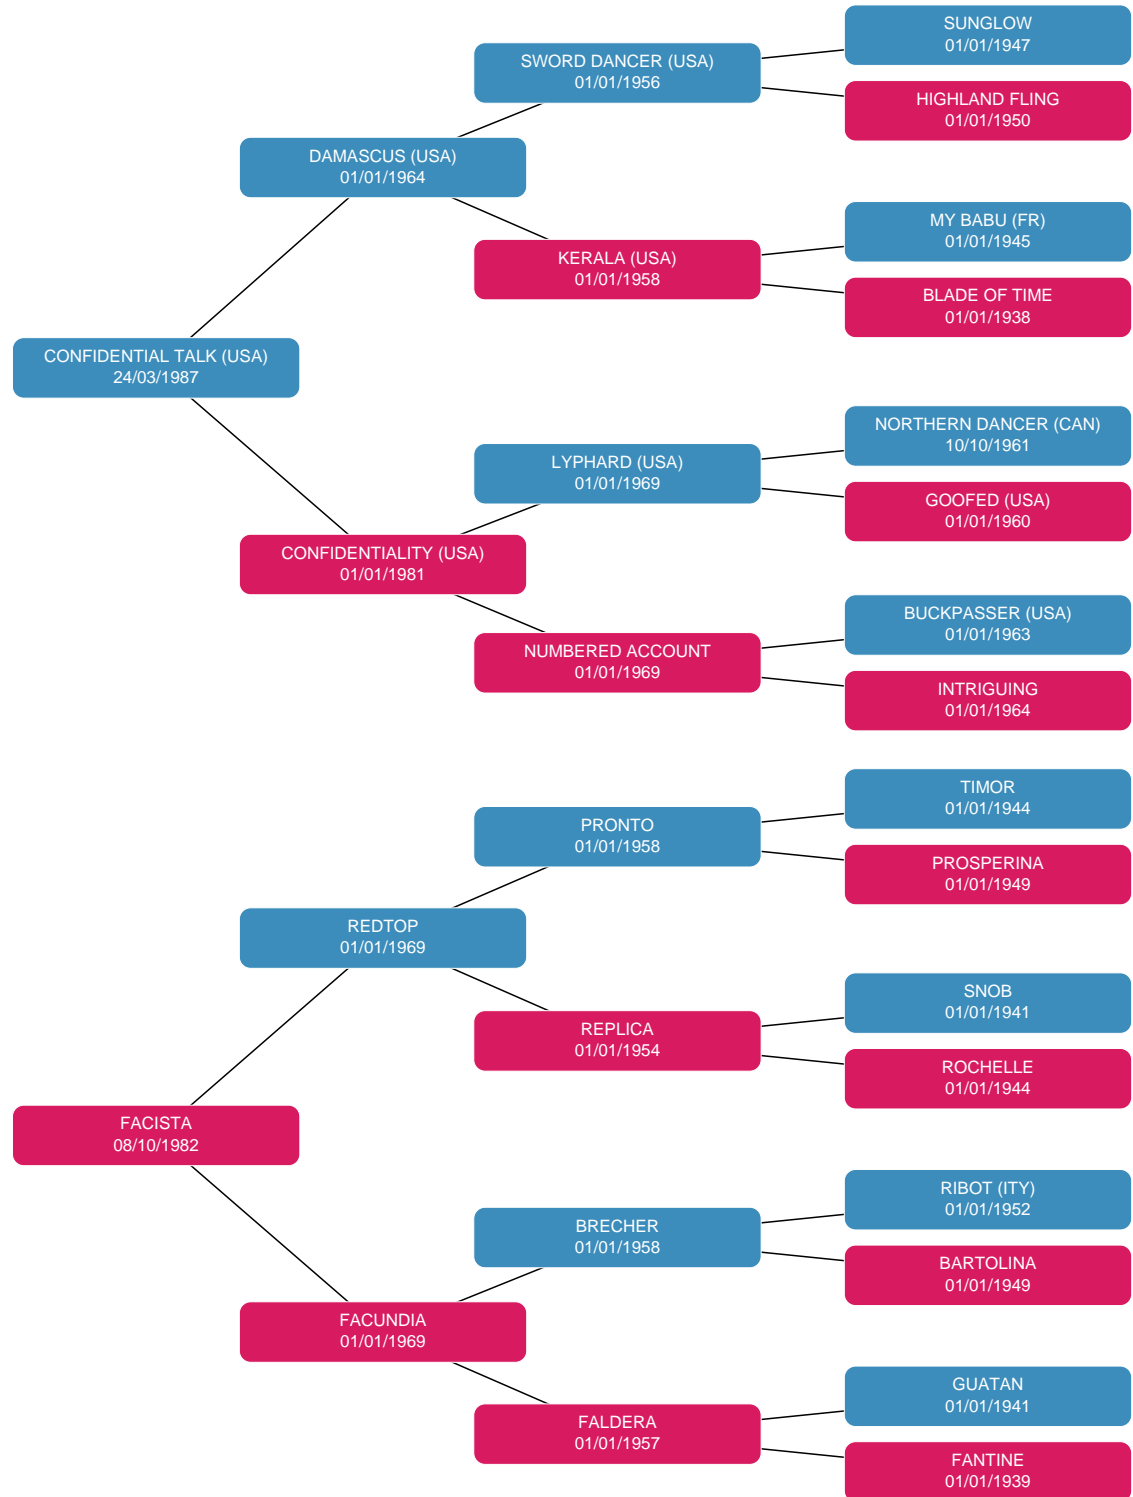 SUNGLOW
01/01/1947
SWORD DANCER (USA)
01/01/1956
HIGHLAND FLING
01/01/1950
DAMASCUS (USA)
01/01/1964
MY BABU (FR)
01/01/1945
KERALA (USA)
01/01/1958
BLADE OF TIME
01/01/1938
CONFIDENTIAL TALK (USA)
24/03/1987
NORTHERN DANCER (CAN)
10/10/1961
LYPHARD (USA)
01/01/1969
GOOFED (USA)
01/01/1960
CONFIDENTIALITY (USA)
01/01/1981
BUCKPASSER (USA)
01/01/1963
NUMBERED ACCOUNT
01/01/1969
INTRIGUING
01/01/1964
TIMOR
01/01/1944
PRONTO
01/01/1958
PROSPERINA
01/01/1949
REDTOP
01/01/1969
SNOB
01/01/1941
REPLICA
01/01/1954
ROCHELLE
01/01/1944
FACISTA
08/10/1982
RIBOT (ITY)
01/01/1952
BRECHER
01/01/1958
BARTOLINA
01/01/1949
FACUNDIA
01/01/1969
GUATAN
01/01/1941
FALDERA
01/01/1957
FANTINE
01/01/1939